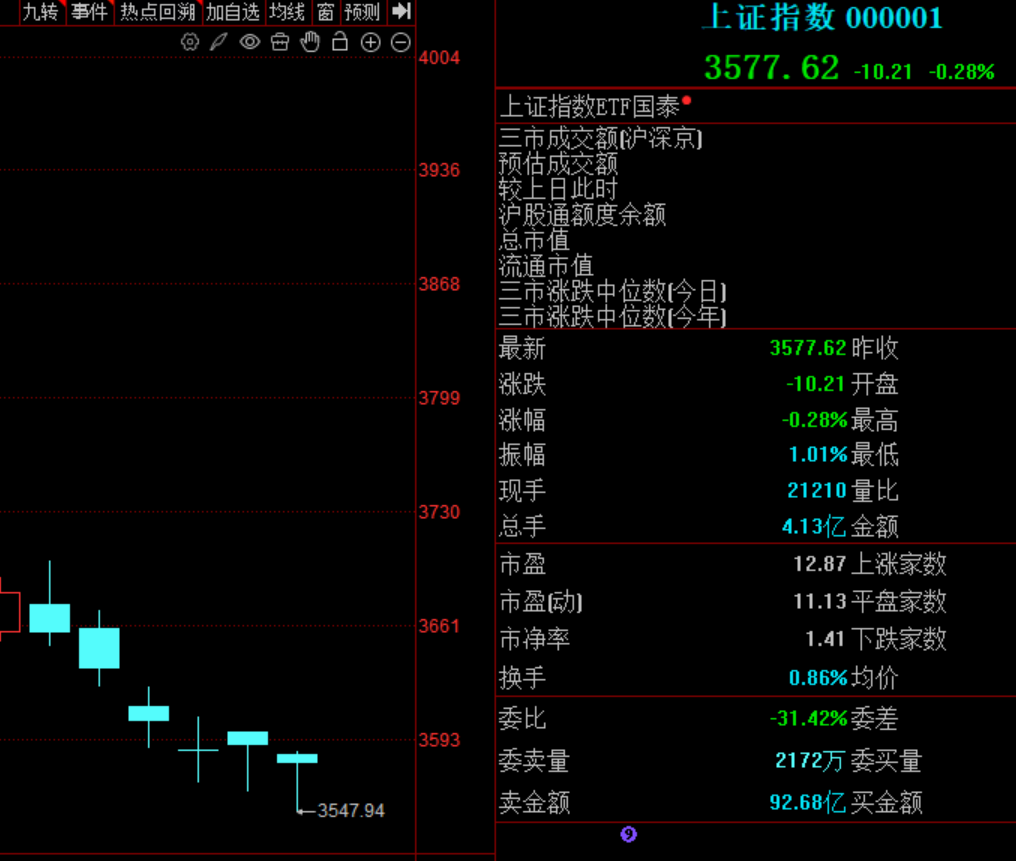 九转 事件 热点回溯 加自选 均线 窗 预测
4004
3936
3868
3799
3730
3661
3593
3547.94
上证指数 000001
3577.62 -10.21 -0.28%
上证指数ETF国泰
三市成交额(沪深京)
预估成交额
较上日此时
沪股通额度余额
总市值
流通市值
三市涨跌中位数(今日)
三市涨跌中位数(今年)
最新 3577.62 昨收
涨跌 -10.21 开盘
涨幅 -0.28% 最高
振幅 1.01% 最低
现手 21210 量比
总手 4.13亿 金额
市盈 12.87 上涨家数
市盈(动) 11.13 平盘家数
市净率 1.41 下跌家数
换手 0.86% 均价
委比 -31.42% 委差
委卖量 2172万 委买量
卖金额 92.68亿 买金额
9